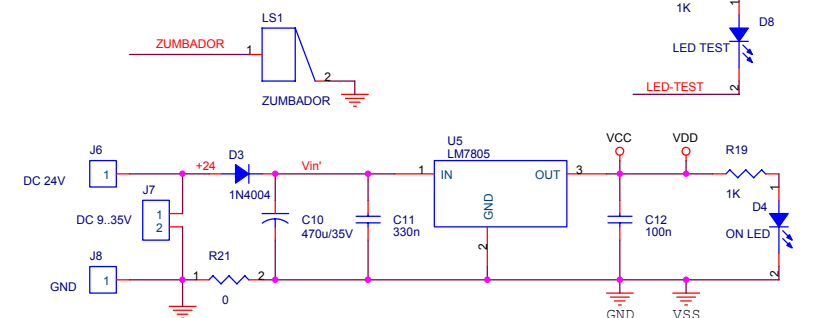 1K
D8
LED TEST
2
LED-TEST
LS1
ZUMBADOR
1
2
ZUMBADOR
J6
1
DC 24V
J7
1
2
DC 9..35V
J8
1
GND
+24
D3
1N4004
Vin'
C10
470u/35V
C11
330n
R21
1
2
0
U5
LM7805
1
IN
OUT
3
GND
2
VCC
VDD
C12
100n
R19
1K
1
D4
ON LED
2
GND
VSS